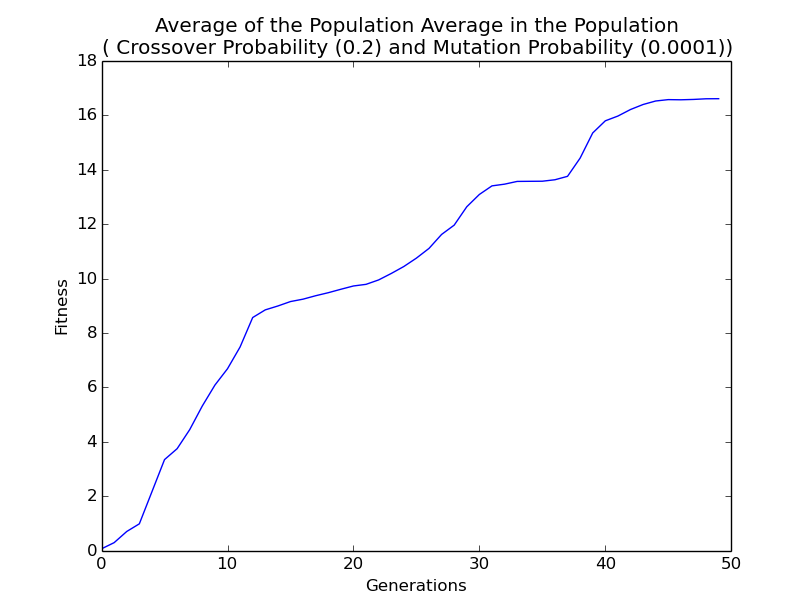 Average of the Population Average in the Population
( Crossover Probability (0.2) and Mutation Probability (0.0001))
18
16
14
12
10
8
6
4
2
0
Fitness
0 10 20 30 40 50
Generations